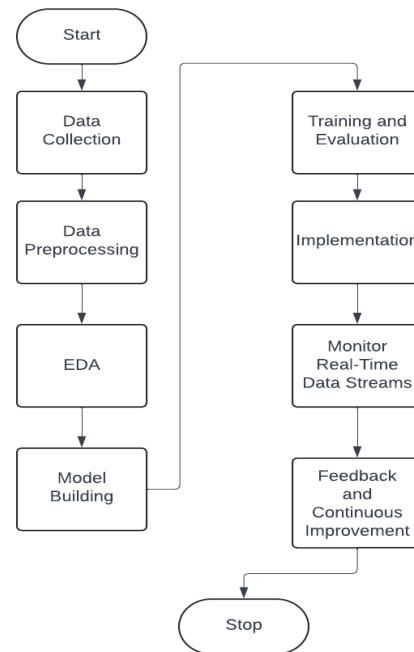 Start
Data
Collection
Data
Preprocessing
EDA
Model
Building
Training and
Evaluation
Implementation
Monitor
Real-Time
Data Streams
Feedback
and
Continuous
Improvement
Stop